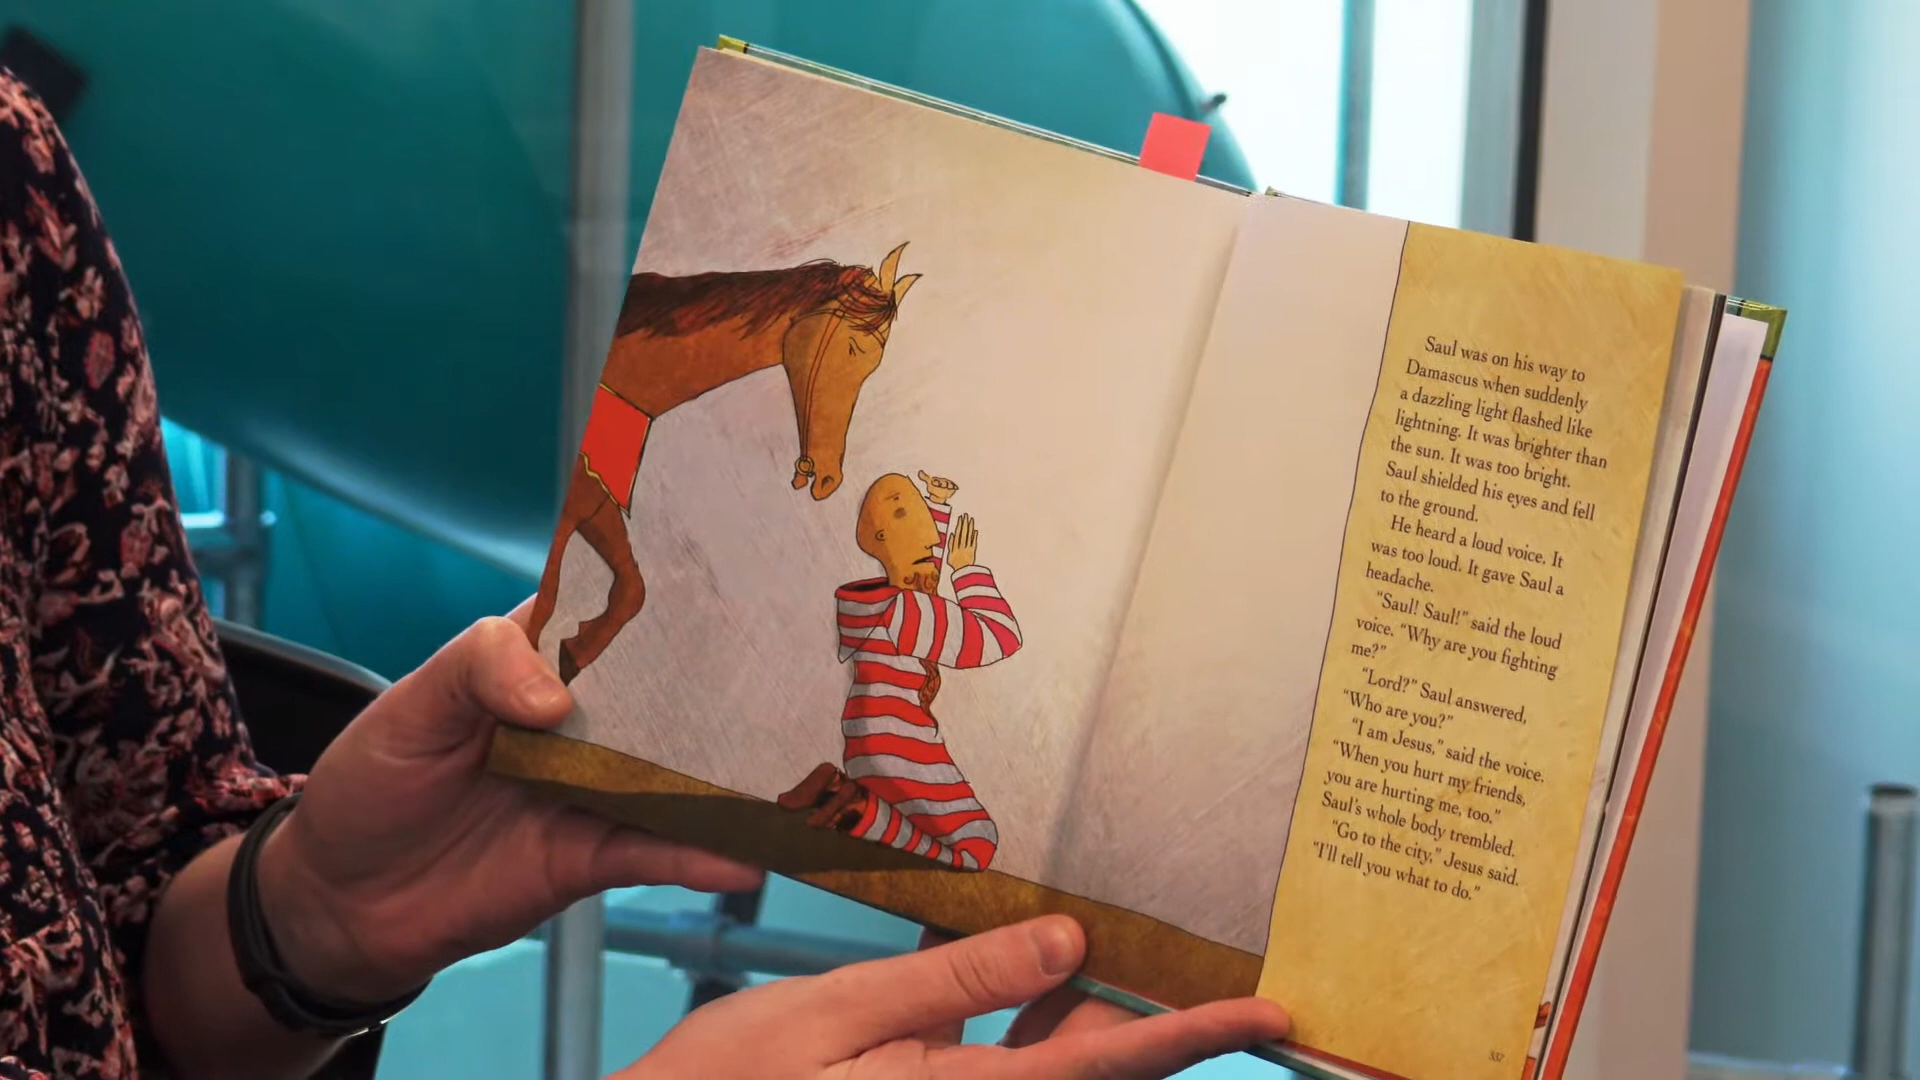 Saul was on his way to
Damascus when suddenly
a dazzling light flashed like
lightning. It was brighter than
the sun. It was too bright.
Saul shielded his eyes and fell
to the ground.
He heard a loud voice. It
was too loud. It gave Saul a
headache.
“Saul! Saul!” said the loud
voice. “Why are you fighting
me?”
“Lord?” Saul answered,
“Who are you?”
“I am Jesus,” said the voice.
“When you hurt my friends,
you are hurting me, too.”
Saul’s whole body trembled.
“Go to the city,” Jesus said.
“I’ll tell you what to do.”
337